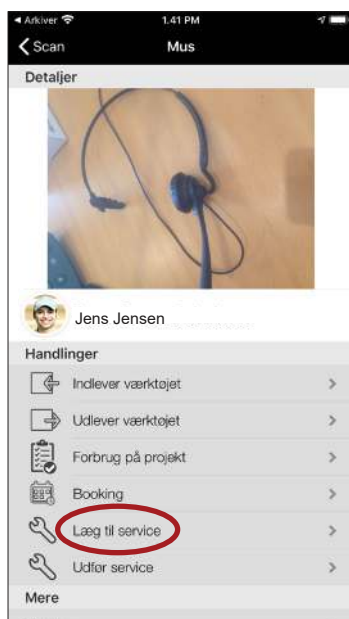 Arkiver 1.41 PM
Scan Mus
Detaljer
Jens Jensen
Handlinger
Indlever værktøjet
Udlever værktøjet
Forbrug på projekt
Booking
Læg til service
Udfør service
Mere